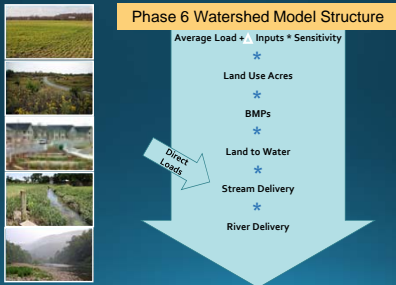 Phase 6 Watershed Model Structure
Average Load + Δ Inputs * Sensitivity
*
Land Use Acres
*
BMPs
*
Land to Water
*
Direct
Loads
Stream Delivery
*
River Delivery